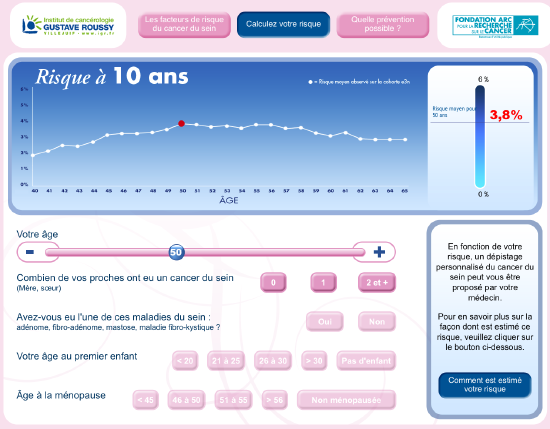 Institut de cancérologie
GUSTAVE ROUSSY
VILLEJUIF - www.igr.fr
Les facteurs de risque
du cancer du sein
Calculez votre risque
Quelle prévention
possible ?
FONDATION ARC
POUR LA RECHERCHE
SUR LE CANCER
Risque à 10 ans
= Risque moyen observé sur la cohorte e3n
6%
5%
4%
3%
2%
1%
0%
40 41 42 43 44 45 46 47 48 49 50 51 52 53 54 55 56 57 58 59 60 61 62 63 64 65
ÂGE
6 %
Risque moyen pour
50 ans
3,8%
0 %
Votre âge
- 50 +
Combien de vos proches ont eu un cancer du sein
(Mère, sœur)
0 1 2 et +
Avez-vous eu l'une de ces maladies du sein :
adénome, fibro-adénome, mastose, maladie fibro-kystique ?
Oui Non
Votre âge au premier enfant
< 20 21 à 25 26 à 30 > 30 Pas d'enfant
Âge à la ménopause
< 45 46 à 50 51 à 55 > 56 Non ménopausée
En fonction de votre
risque, un dépistage
personnalisé du cancer du
sein peut vous être
proposé par votre
médecin.
Pour en savoir plus sur la
façon dont est estimé ce
risque, veuillez cliquer sur
le bouton ci-dessous.
Comment est estimé
votre risque